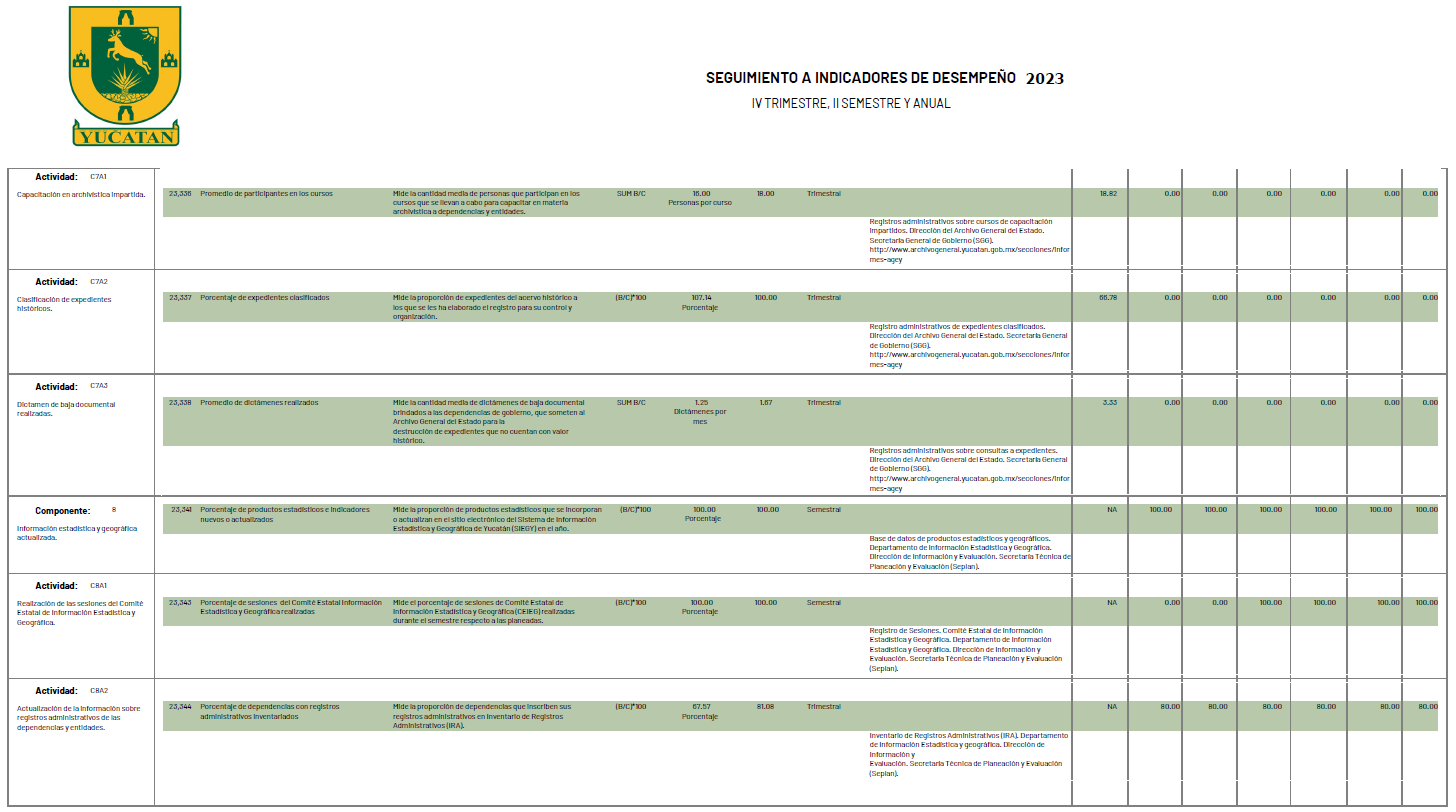 YUCATAN
SEGUIMIENTO A INDICADORES DE DESEMPEÑO 2023
IV TRIMESTRE, II SEMESTRE Y ANUAL
Actividad: C7A1
Capacitación en archivística impartida.
23,336 Promedio de participantes en los cursos Mide la cantidad media de personas que participan en los SUM B/C 16.00 18.00 Trimestral 18.82 0.00 0.00 0.00 0.00 0.00 0.00
cursos que se llevan a cabo para capacitar en materia Personas por curso
archivística a dependencias y entidades.
Registros administrativos sobre cursos de capacitación
impartidos. Dirección del Archivo General del Estado.
Secretaría General de Gobierno (SGG).
http://www.archivogeneral.yucatan.gob.mx/secciones/infor
mes-agey
Actividad: C7A2
Clasificación de expedientes
históricos.
23,337 Porcentaje de expedientes clasificados Mide la proporción de expedientes del acervo histórico a (B/C)*100 107.14 100.00 Trimestral 66.78 0.00 0.00 0.00 0.00 0.00 0.00
los que se les ha elaborado el registro para su control y Porcentaje
organización.
Registro administrativos de expedientes clasificados.
Dirección del Archivo General del Estado. Secretaría General
de Gobierno (SGG).
http://www.archivogeneral.yucatan.gob.mx/secciones/infor
mes-agey
Actividad: C7A3
Dictamen de baja documental
realizadas.
23,338 Promedio de dictámenes realizados Mide la cantidad media de dictámenes de baja documental SUM B/C 1.25 1.67 Trimestral 3.33 0.00 0.00 0.00 0.00 0.00 0.00
brindados a las dependencias de gobierno, que someten al Dictámenes por
Archivo General del Estado para la mes
destrucción de expedientes que no cuentan con valor
histórico.
Registros administrativos sobre consultas a expedientes.
Dirección del Archivo General del Estado. Secretaría General
de Gobierno (SGG).
http://www.archivogeneral.yucatan.gob.mx/secciones/infor
mes-agey
Componente: 8
Información estadística y geográfica
actualizada.
23,341 Porcentaje de productos estadísticos e indicadores Mide la proporción de productos estadísticos que se incorporan (B/C)*100 100.00 100.00 Semestral NA 100.00 100.00 100.00 100.00 100.00 100.00
nuevos o actualizados o actualizan en el sitio electrónico del Sistema de Información Porcentaje
Estadística y Geográfica de Yucatán (SIEGY) en el año.
Base de datos de productos estadísticos y geográficos.
Departamento de Información Estadística y Geográfica.
Dirección de Información y Evaluación. Secretaría Técnica de
Planeación y Evaluación (Seplan).
Actividad: C8A1
Realización de las sesiones del Comité
Estatal de Información Estadística y
Geográfica.
23,343 Porcentaje de sesiones del Comité Estatal Información Mide el porcentaje de sesiones de Comité Estatal de (B/C)*100 100.00 100.00 Semestral NA 0.00 0.00 100.00 100.00 100.00 100.00
Estadística y Geográfica realizadas Información Estadística y Geográfica (CEIEG) realizadas Porcentaje
durante el semestre respecto a las planeadas.
Registro de Sesiones. Comité Estatal de Información
Estadística y Geográfica. Departamento de Información
Estadística y Geográfica. Dirección de Información y
Evaluación. Secretaría Técnica de Planeación y Evaluación
(Seplan).
Actividad: C8A2
Actualización de la información sobre
registros administrativos de las
dependencias y entidades.
23,344 Porcentaje de dependencias con registros Mide la proporción de dependencias que inscriben sus (B/C)*100 67.57 81.08 Trimestral NA 80.00 80.00 80.00 80.00 80.00 80.00
administrativos inventariados registros administrativos en Inventario de Registros Porcentaje
Administrativos (IRA).
Inventario de Registros Administrativos (IRA). Departamento
de Información Estadística y geográfica. Dirección de
Información y
Evaluación. Secretaría Técnica de Planeación y Evaluación
(Seplan).